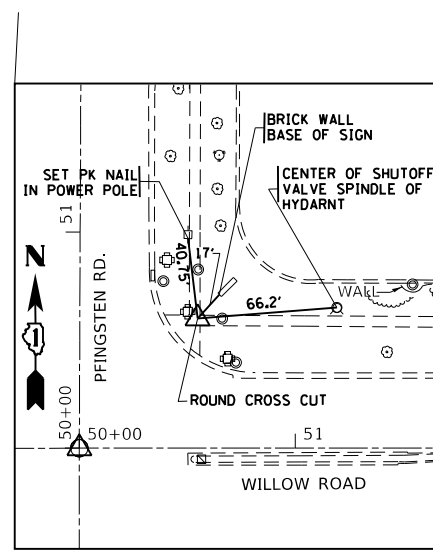 BRICK WALL
BASE OF SIGN
SET PK NAIL
IN POWER POLE
CENTER OF SHUTOFF
VALVE SPINDLE OF
HYDARNT
51
N
1
PFINGSTEN RD.
40.75'
17'
66.2'
WALL
ROUND CROSS CUT
50+00
50+00
51
WILLOW ROAD